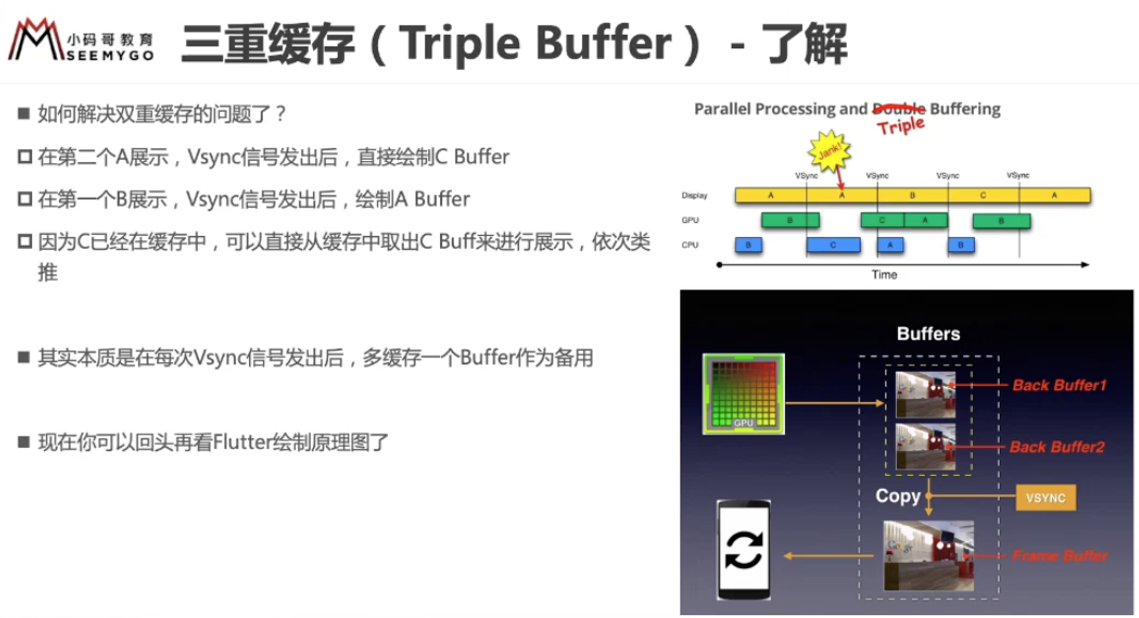 小码哥教育
SEEMYGO
三重缓存（Triple Buffer） - 了解
如何解决双重缓存的问题了？
在第二个A展示，Vsync信号发出后，直接绘制C Buffer
在第一个B展示，Vsync信号发出后，绘制A Buffer
因为C已经在缓存中，可以直接从缓存中取出C Buff来进行展示，依次类
推
其实本质是在每次Vsync信号发出后，多缓存一个Buffer作为备用
现在你可以回头再看Flutter绘制原理图了
Parallel Processing and Double Buffering
Triple
Jank!
VSync VSync VSync VSync
Display A A B C A
GPU B C A B
CPU B C A B
Time
Buffers
Back Buffer1
GPU
Back Buffer2
Copy
VSYNC
Google
Frame Buffer